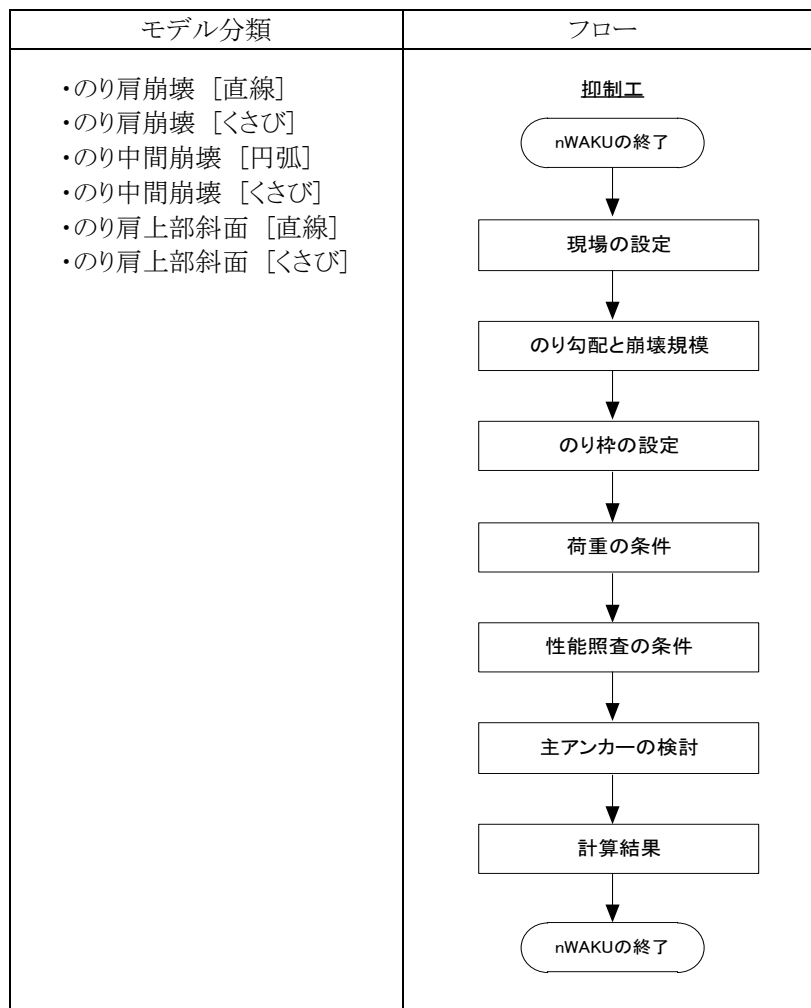 モデル分類
フロー
・のり肩崩壊 [直線]
・のり肩崩壊 [くさび]
・のり中間崩壊 [円弧]
・のり中間崩壊 [くさび]
・のり肩上部斜面 [直線]
・のり肩上部斜面 [くさび]
抑制工
nWAKUの終了
現場の設定
のり勾配と崩壊規模
のり枠の設定
荷重の条件
性能照査の条件
主アンカーの検討
計算結果
nWAKUの終了